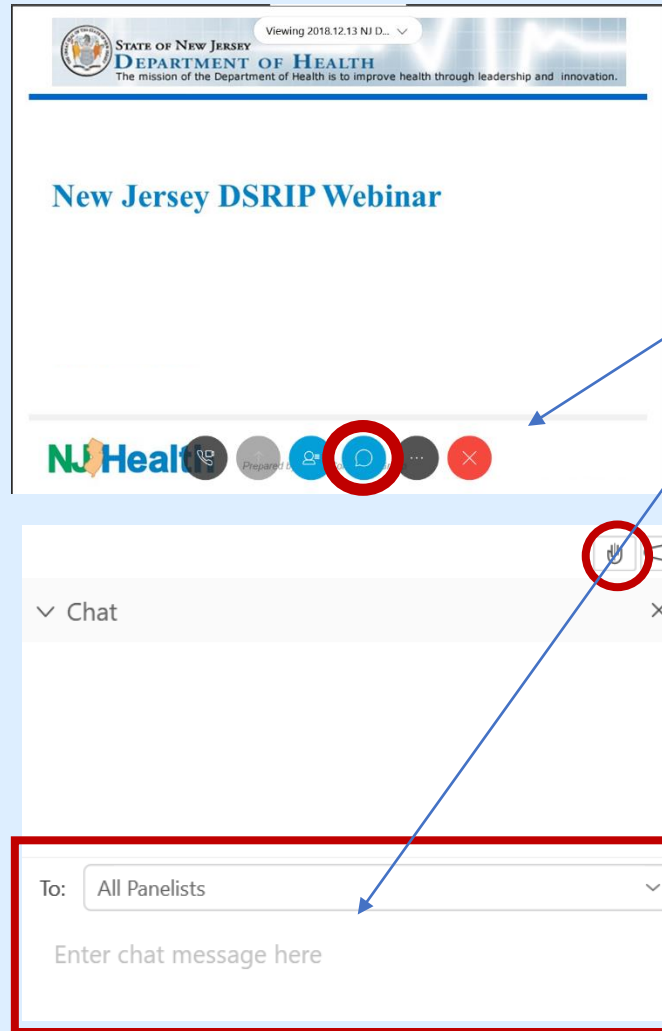 Viewing 2018.12.13 NJ D...
STATE OF NEW JERSEY
DEPARTMENT OF HEALTH
The mission of the Department of Health is to improve health through leadership and innovation.
New Jersey DSRIP Webinar
NJ Health
Prepared
Chat
To: All Panelists
Enter chat message here